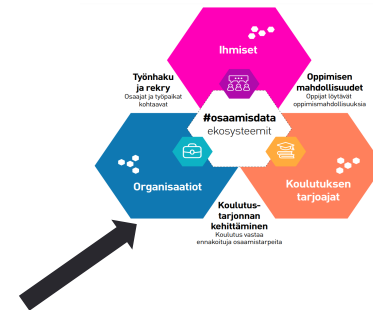 Ihmiset
Työnhaku
ja rekry
Osaajat ja työpaikat
kohtaavat
Oppimisen
mahdollisuudet
Oppijat löytävät
oppimismahdollisuuksia
#osaamisdata
ekosysteemit
Organisaatiot
Koulutuksen
tarjoajat
Koulutus-
tarjonnan
kehittäminen
Koulutus vastaa
ennakoituja osaamistarpeita